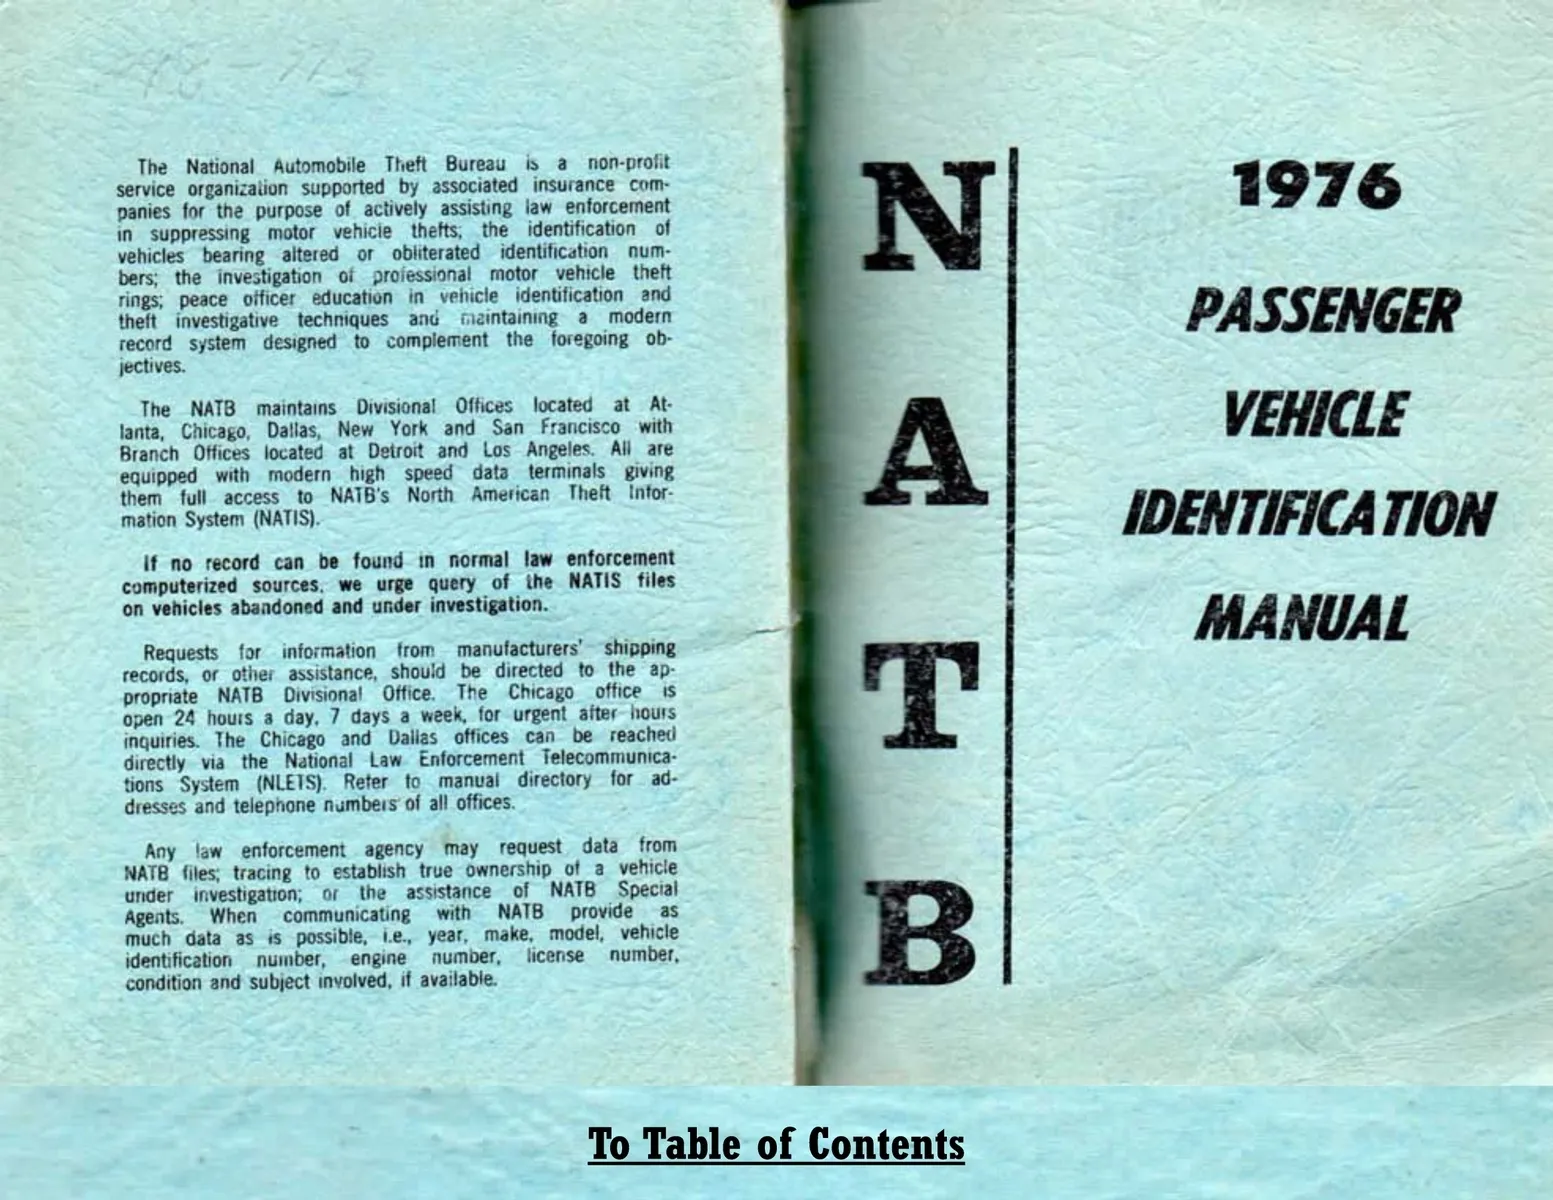 The National Automobile Theft Bureau is a non-profit
service organization supported by associated insurance com-
panies for the purpose of actively assisting law enforcement
in suppressing motor vehicle thefts; the identification of
vehicles bearing altered or obliterated identification num-
bers; the investigation of professional motor vehicle theft
rings; peace officer education in vehicle identification and
theft investigative techniques and maintaining a modern
record system designed to complement the foregoing ob-
jectives.
The NATB maintains Divisional Offices located at At-
lanta, Chicago, Dallas, New York and San Francisco with
Branch Offices located at Detroit and Los Angeles. All are
equipped with modern high speed data terminals giving
them full access to NATB's North American Theft Infor-
mation System (NATIS).
If no record can be found in normal law enforcement
computerized sources, we urge query of the NATIS files
on vehicles abandoned and under investigation.
Requests for information from manufacturers' shipping
records, or other assistance, should be directed to the ap-
propriate NATB Divisional Office. The Chicago office is
open 24 hours a day, 7 days a week, for urgent after hours
inquiries. The Chicago and Dallas offices can be reached
directly via the National Law Enforcement Telecommunica-
tions System (NLETS). Refer to manual directory for ad-
dresses and telephone numbers of all offices.
Any law enforcement agency may request data from
NATB files; tracing to establish true ownership of a vehicle
under investigation; or the assistance of NATB Special
Agents. When communicating with NATB provide as
much data as is possible, i.e., year, make, model, vehicle
identification number, engine number, license number,
condition and subject involved, if available.
N
A
T
B
1976
PASSENGER
VEHICLE
IDENTIFICATION
MANUAL
To Table of Contents